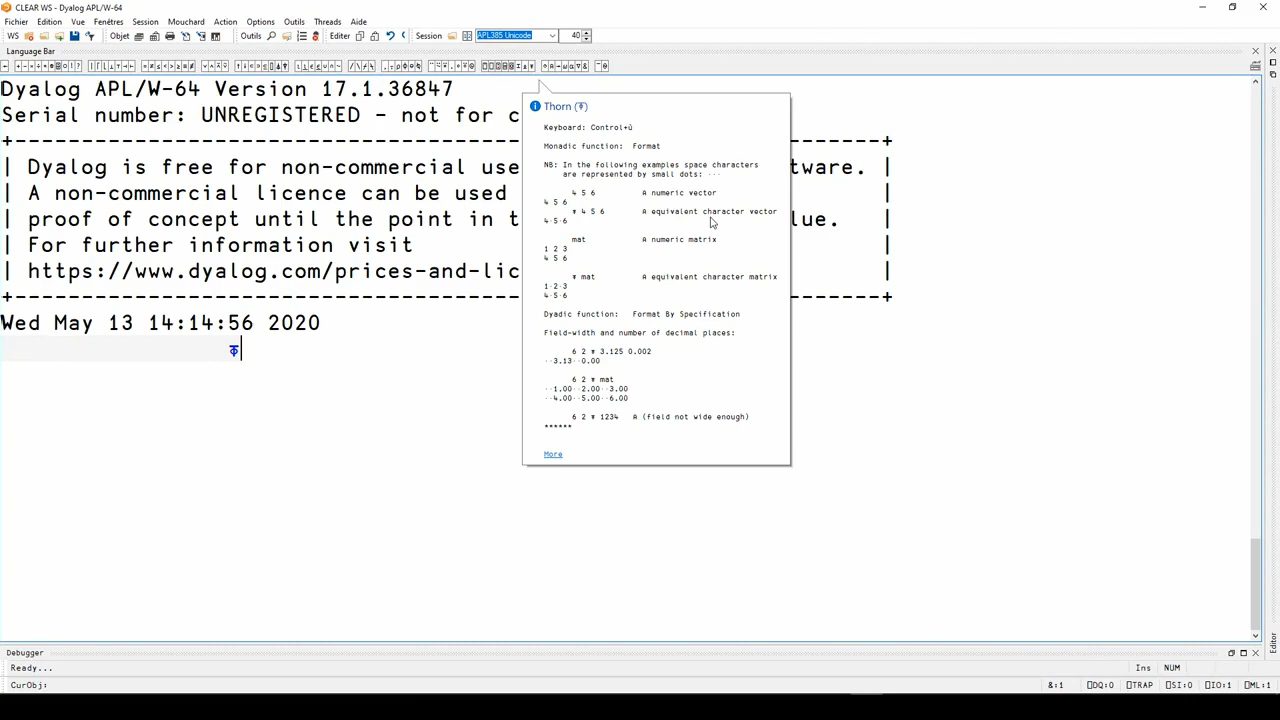 CLEAR WS - Dyalog APL/W-64
Fichier Edition Vue Fenêtres Session Mouchard Action Options Outils Threads Aide
WS Objet Outils Editer Session APL385 Unicode 40
Language Bar
Dyalog APL/W-64 Version 17.1.36847
Serial number: UNREGISTERED - not for c
+---------------------------------------+
| Dyalog is free for non-commercial use tware. |
| A non-commercial licence can be used |
| proof of concept until the point in t lue. |
| For further information visit |
| https://www.dyalog.com/prices-and-lic |
+---------------------------------------+
Wed May 13 14:14:56 2020
⍕
Thorn (⍕)
Keyboard: Control+ù
Monadic function: Format
NB: In the following examples space characters
are represented by small dots: ···
4 5 6 ⍝ numeric vector
4 5 6
⍕ 4 5 6 ⍝ equivalent character vector
4·5·6
mat ⍝ numeric matrix
1 2 3
4 5 6
⍕ mat ⍝ equivalent character matrix
1·2·3
4·5·6
Dyadic function: Format By Specification
Field-width and number of decimal places:
6 2 ⍕ 3.125 0.002
··3.13··0.00
6 2 ⍕ mat
··1.00··2.00··3.00
··4.00··5.00··6.00
6 2 ⍕ 1234 ⍝ (field not wide enough)
******
More
Editor
Debugger
Ready...
Ins NUM
CurObj:
&:1 ⎕DQ:0 ⎕TRAP ⎕SI:0 ⎕IO:1 ⎕ML:1